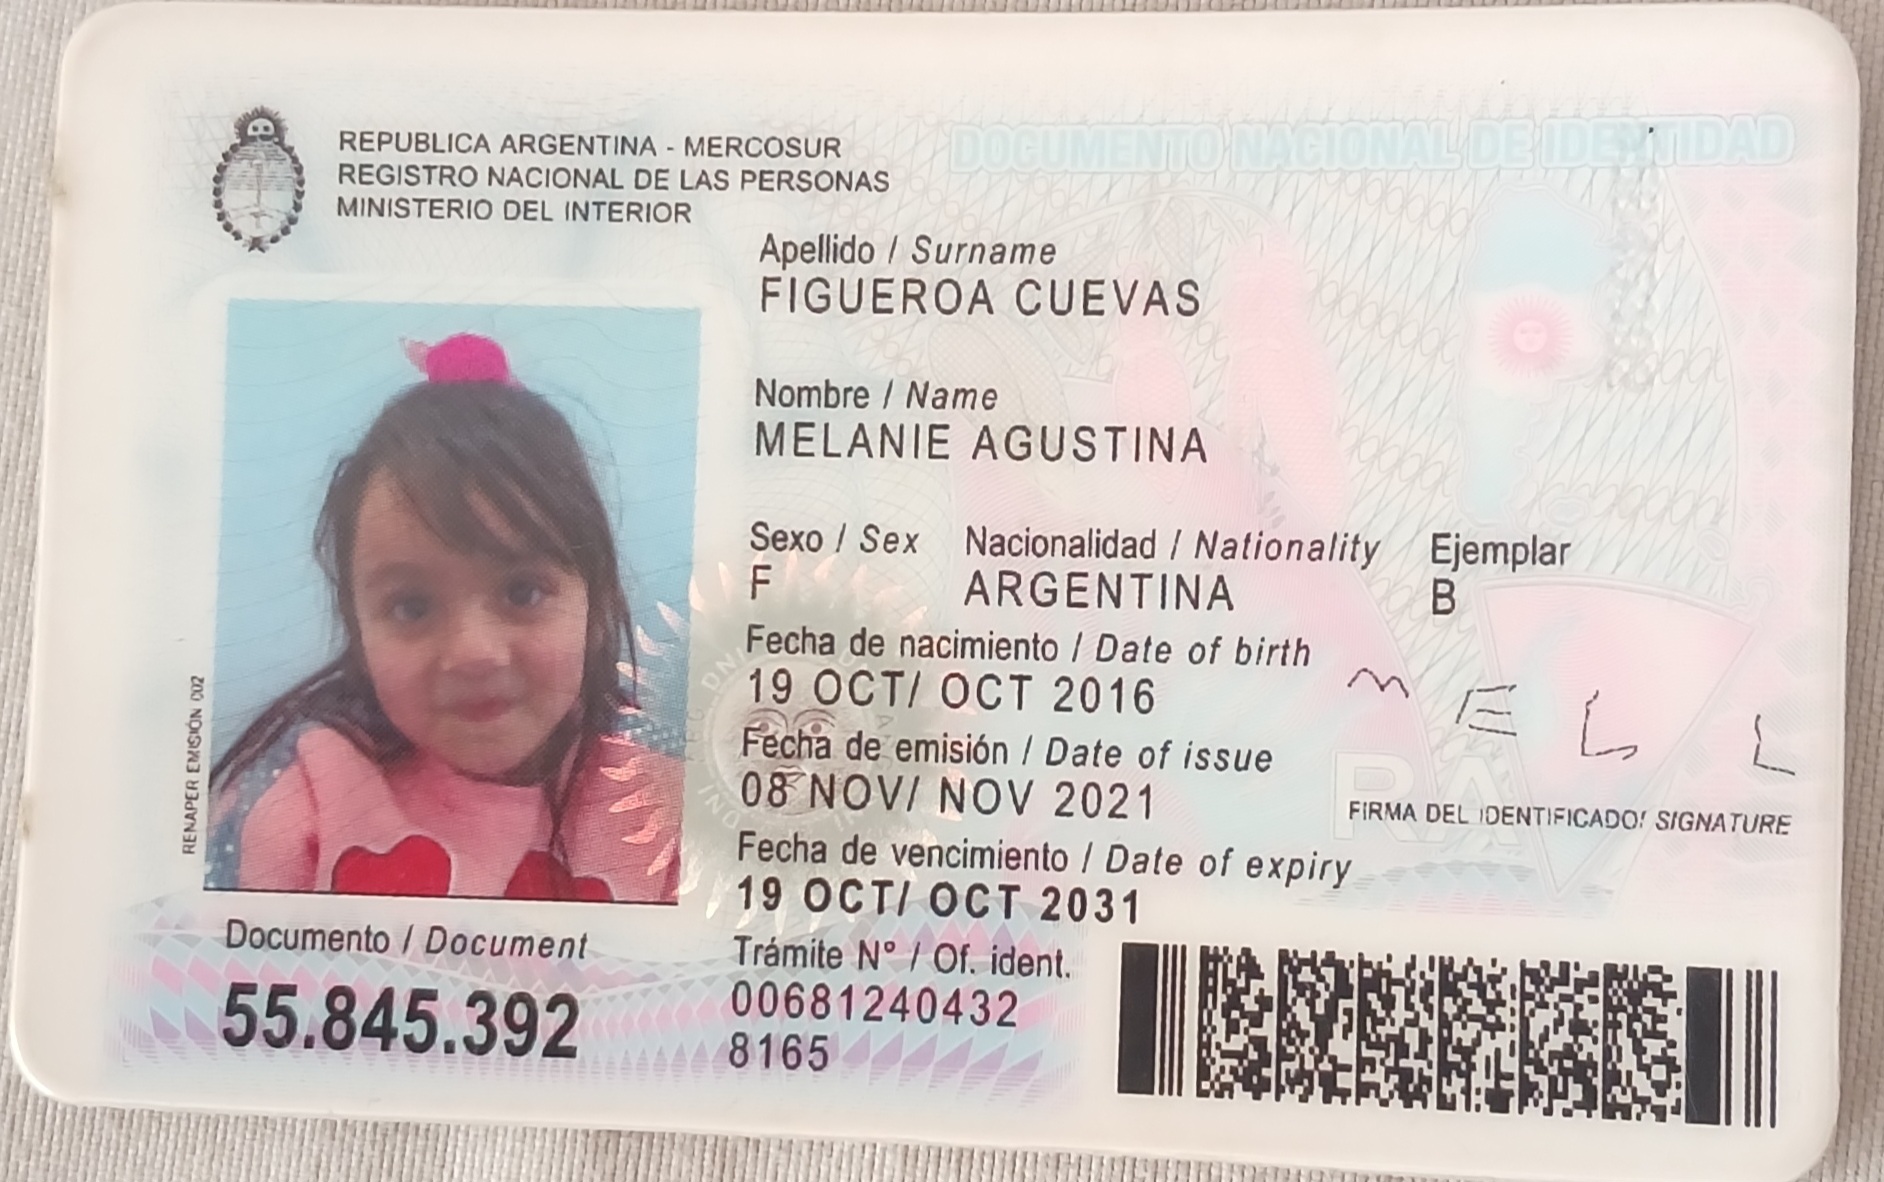 REPUBLICA ARGENTINA - MERCOSUR
REGISTRO NACIONAL DE LAS PERSONAS
MINISTERIO DEL INTERIOR
DOCUMENTO NACIONAL DE IDENTIDAD
Apellido / Surname
FIGUEROA CUEVAS
Nombre / Name
MELANIE AGUSTINA
Sexo / Sex Nacionalidad / Nationality Ejemplar
F ARGENTINA B
Fecha de nacimiento / Date of birth
19 OCT/ OCT 2016
Fecha de emisión / Date of issue
08 NOV/ NOV 2021
MELL
FIRMA DEL IDENTIFICADO/ SIGNATURE
Fecha de vencimiento / Date of expiry
19 OCT/ OCT 2031
RENAPER EMISIÓN 002
Documento / Document
55.845.392
Trámite Nº / Of. ident.
00681240432
8165
RA